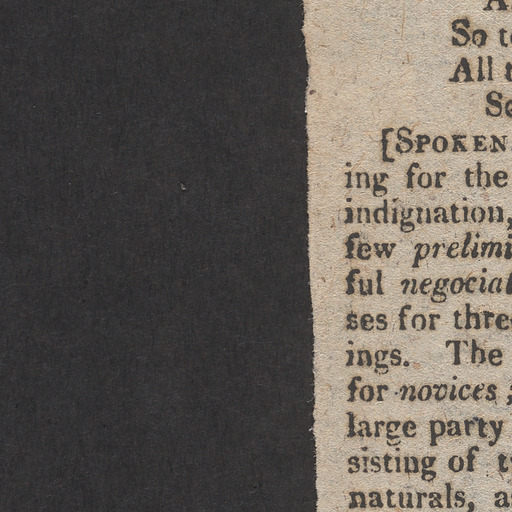 So t
All t
So
[SPOKEN
ing for the
indignation,
few prelimi
ful negocia
ses for thre
ings. The
for novices ;
large party
sisting of t
naturals, a